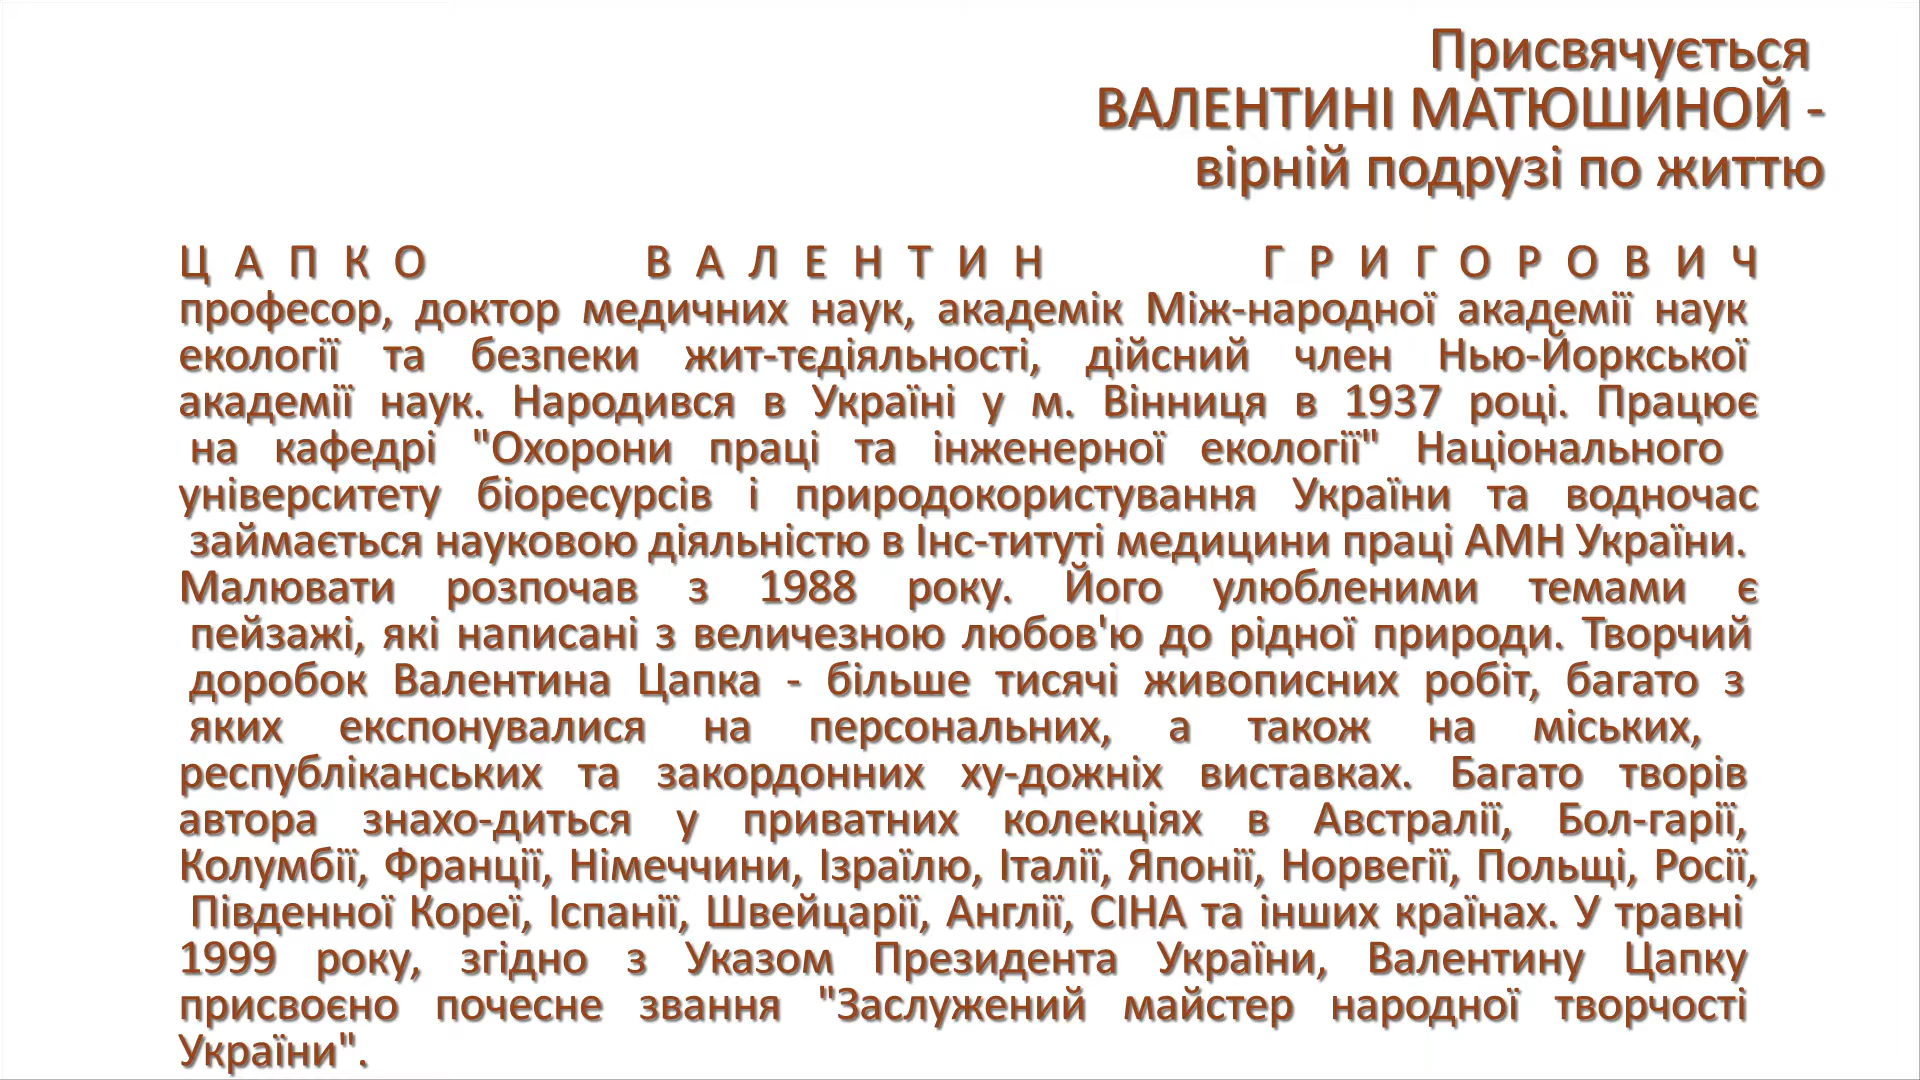 Присвячується
ВАЛЕНТИНІ МАТЮШИНОЙ -
вірній подрузі по життю
ЦАПКО ВАЛЕНТИН ГРИГОРОВИЧ
професор, доктор медичних наук, академік Між-народної академії наук
екології та безпеки жит-тєдіяльності, дійсний член Нью-Йоркської
академії наук. Народився в Україні у м. Вінниця в 1937 році. Працює
на кафедрі "Охорони праці та інженерної екології" Національного
університету біоресурсів і природокористування України та водночас
займається науковою діяльністю в Інс-титуті медицини праці АМН України.
Малювати розпочав з 1988 року. Його улюбленими темами є
пейзажі, які написані з величезною любов'ю до рідної природи. Творчий
доробок Валентина Цапка - більше тисячі живописних робіт, багато з
яких експонувалися на персональних, а також на міських,
республіканських та закордонних ху-дожніх виставках. Багато творів
автора знахо-диться у приватних колекціях в Австралії, Бол-гарії,
Колумбії, Франції, Німеччини, Ізраїлю, Італії, Японії, Норвегії, Польщі, Росії,
Південної Кореї, Іспанії, Швейцарії, Англії, СІНА та інших країнах. У травні
1999 року, згідно з Указом Президента України, Валентину Цапку
присвоєно почесне звання "Заслужений майстер народної творчості
України".